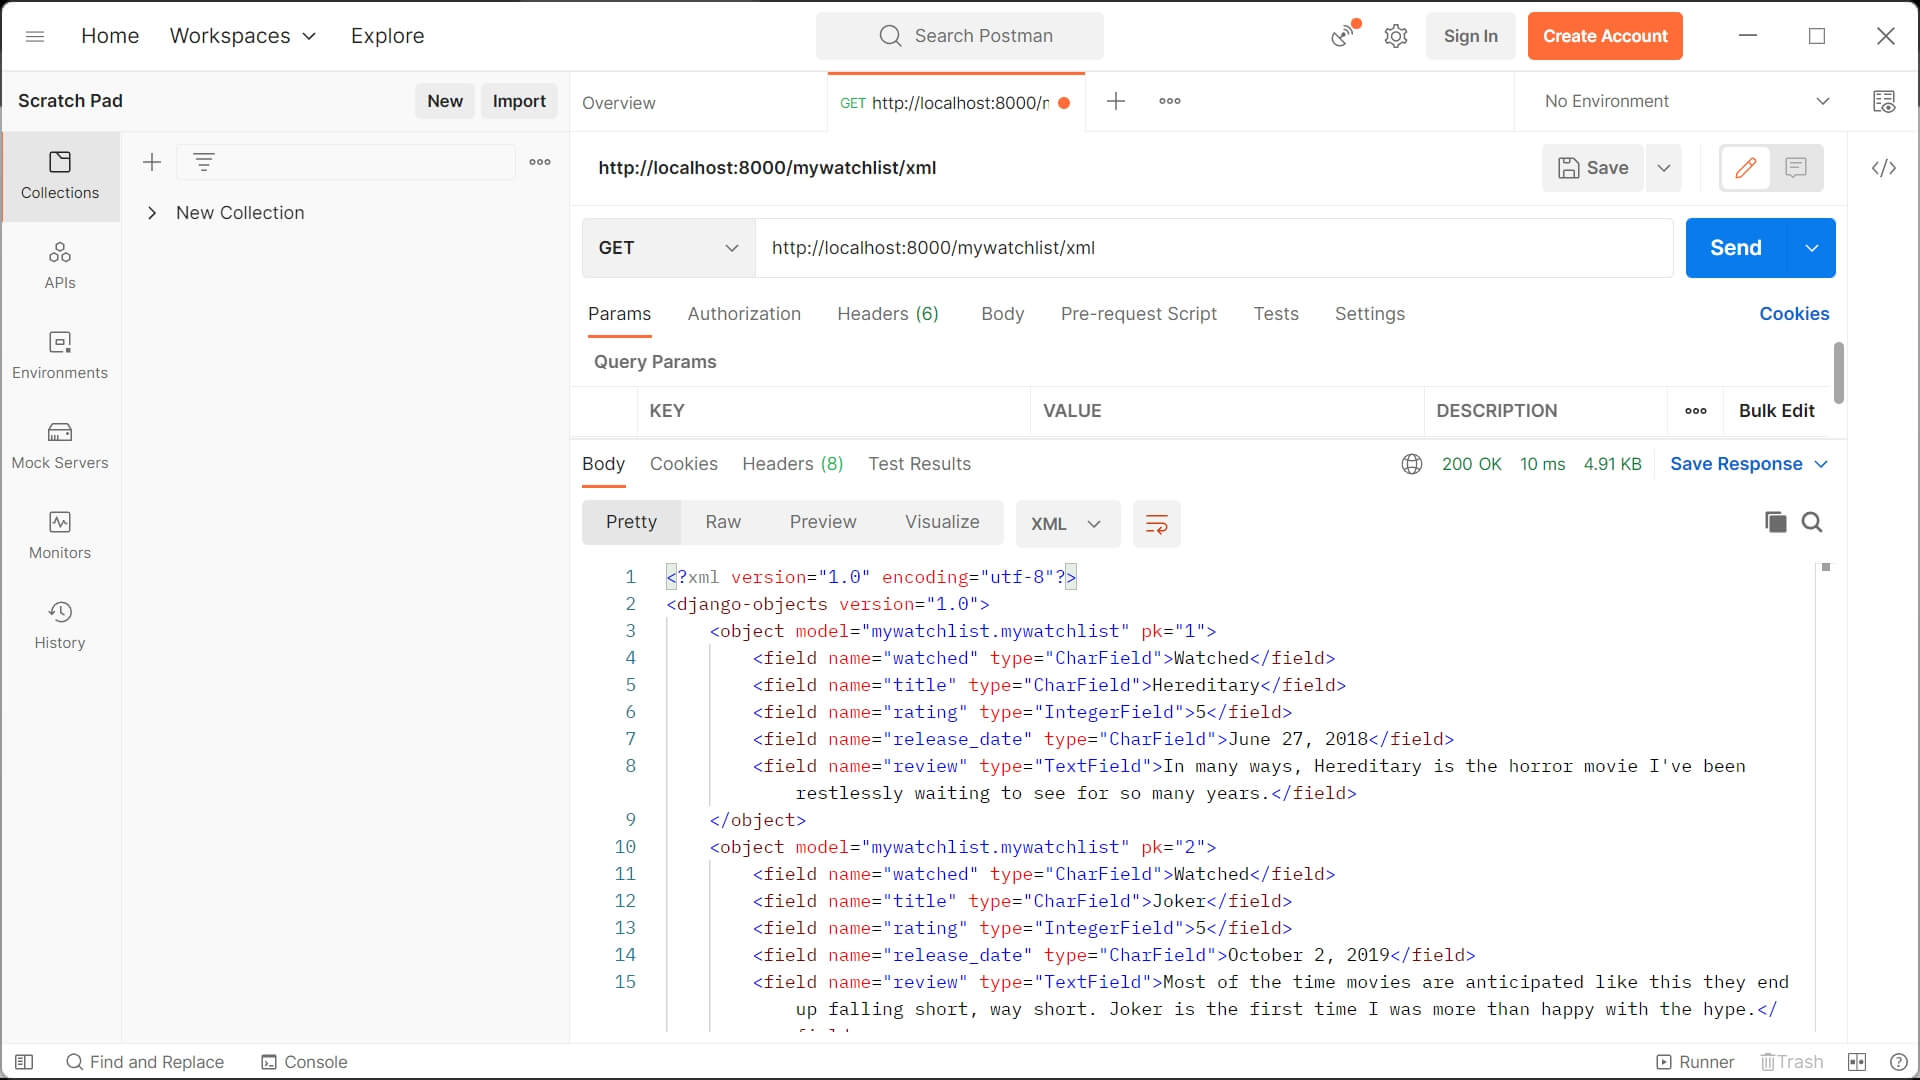 Home Workspaces Explore Search Postman Sign In Create Account
Scratch Pad New Import Overview GET http://localhost:8000/r No Environment
Collections
New Collection
APIs
Environments
Mock Servers
Monitors
History
http://localhost:8000/mywatchlist/xml Save
GET http://localhost:8000/mywatchlist/xml Send
Params Authorization Headers (6) Body Pre-request Script Tests Settings Cookies
Query Params
KEY VALUE DESCRIPTION Bulk Edit
Body Cookies Headers (8) Test Results 200 OK 10 ms 4.91 KB Save Response
Pretty Raw Preview Visualize XML
1 <?xml version="1.0" encoding="utf-8"?>
2 <django-objects version="1.0">
3 <object model="mywatchlist.mywatchlist" pk="1">
4 <field name="watched" type="CharField">Watched</field>
5 <field name="title" type="CharField">Hereditary</field>
6 <field name="rating" type="IntegerField">5</field>
7 <field name="release_date" type="CharField">June 27, 2018</field>
8 <field name="review" type="TextField">In many ways, Hereditary is the horror movie I've been
restlessly waiting to see for so many years.</field>
9 </object>
10 <object model="mywatchlist.mywatchlist" pk="2">
11 <field name="watched" type="CharField">Watched</field>
12 <field name="title" type="CharField">Joker</field>
13 <field name="rating" type="IntegerField">5</field>
14 <field name="release_date" type="CharField">October 2, 2019</field>
15 <field name="review" type="TextField">Most of the time movies are anticipated like this they end
up falling short, way short. Joker is the first time I was more than happy with the hype.</
Find and Replace Console Runner Trash